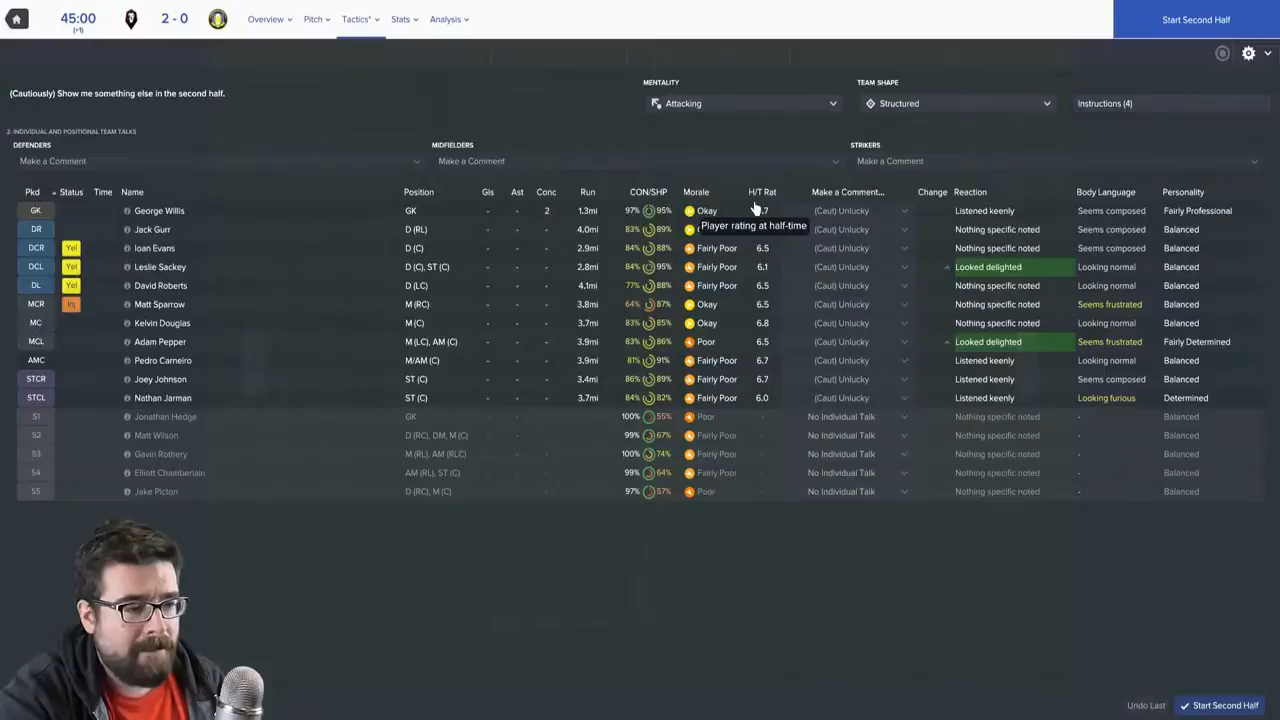 45:00 2 - 0 Overview Pitch Tactics* Stats Analysis Start Second Half
(+1)
MENTALITY TEAM SHAPE
(Cautiously) Show me something else in the second half.
Attacking Structured Instructions (4)
2. INDIVIDUAL AND POSITIONAL TEAM TALKS
DEFENDERS MIDFIELDERS STRIKERS
Make a Comment Make a Comment Make a Comment
Pkd Status Time Name Position Gls Ast Conc Run CON/SHP Morale H/T Rat Make a Comment... Change Reaction Body Language Personality
GK George Willis GK - - 2 1.3mi 97% 95% Okay .7 (Caut) Unlucky Listened keenly Seems composed Fairly Professional
Player rating at half-time
DR Jack Gurr D (RL) - - - 4.0mi 83% 89% (Caut) Unlucky Nothing specific noted Seems composed Balanced
DCR Yel Ioan Evans D (C) - - - 2.9mi 84% 88% Fairly Poor 6.5 (Caut) Unlucky Nothing specific noted Seems composed Balanced
DCL Yel Leslie Sackey D (C), ST (C) - - - 2.8mi 84% 95% Fairly Poor 6.1 (Caut) Unlucky Looked delighted Looking normal Balanced
DL Yel David Roberts D (LC) - - - 4.1mi 77% 88% Fairly Poor 6.5 (Caut) Unlucky Nothing specific noted Looking normal Balanced
MCR Inj Matt Sparrow M (RC) - - - 3.8mi 64% 87% Okay 6.5 (Caut) Unlucky Nothing specific noted Seems frustrated Balanced
MC Kelvin Douglas M (C) - - - 3.7mi 83% 85% Okay 6.8 (Caut) Unlucky Nothing specific noted Looking normal Balanced
MCL Adam Pepper M (LC), AM (C) - - - 3.9mi 83% 86% Poor 6.5 (Caut) Unlucky Looked delighted Seems frustrated Fairly Determined
AMC Pedro Carneiro M/AM (C) - - - 3.9mi 81% 91% Fairly Poor 6.7 (Caut) Unlucky Listened keenly Looking normal Balanced
STCR Joey Johnson ST (C) - - - 3.4mi 86% 89% Fairly Poor 6.7 (Caut) Unlucky Listened keenly Seems composed Balanced
STCL Nathan Jarman ST (C) - - - 3.7mi 84% 82% Fairly Poor 6.0 (Caut) Unlucky Listened keenly Looking furious Determined
S1 Jonathan Hedge GK 100% 55% Poor - No Individual Talk Nothing specific noted - Balanced
S2 Matt Wilson D (RC), DM, M (C) 99% 67% Fairly Poor - No Individual Talk Nothing specific noted - Balanced
S3 Gavin Rothery M (RL), AM (RLC) 100% 74% Fairly Poor - No Individual Talk Nothing specific noted - Balanced
S4 Elliott Chamberlain AM (RL), ST (C) 99% 64% Fairly Poor - No Individual Talk Nothing specific noted - Balanced
S5 Jake Picton D (RC), M (C) 97% 57% Poor - No Individual Talk Nothing specific noted - Balanced
Undo Last Start Second Half